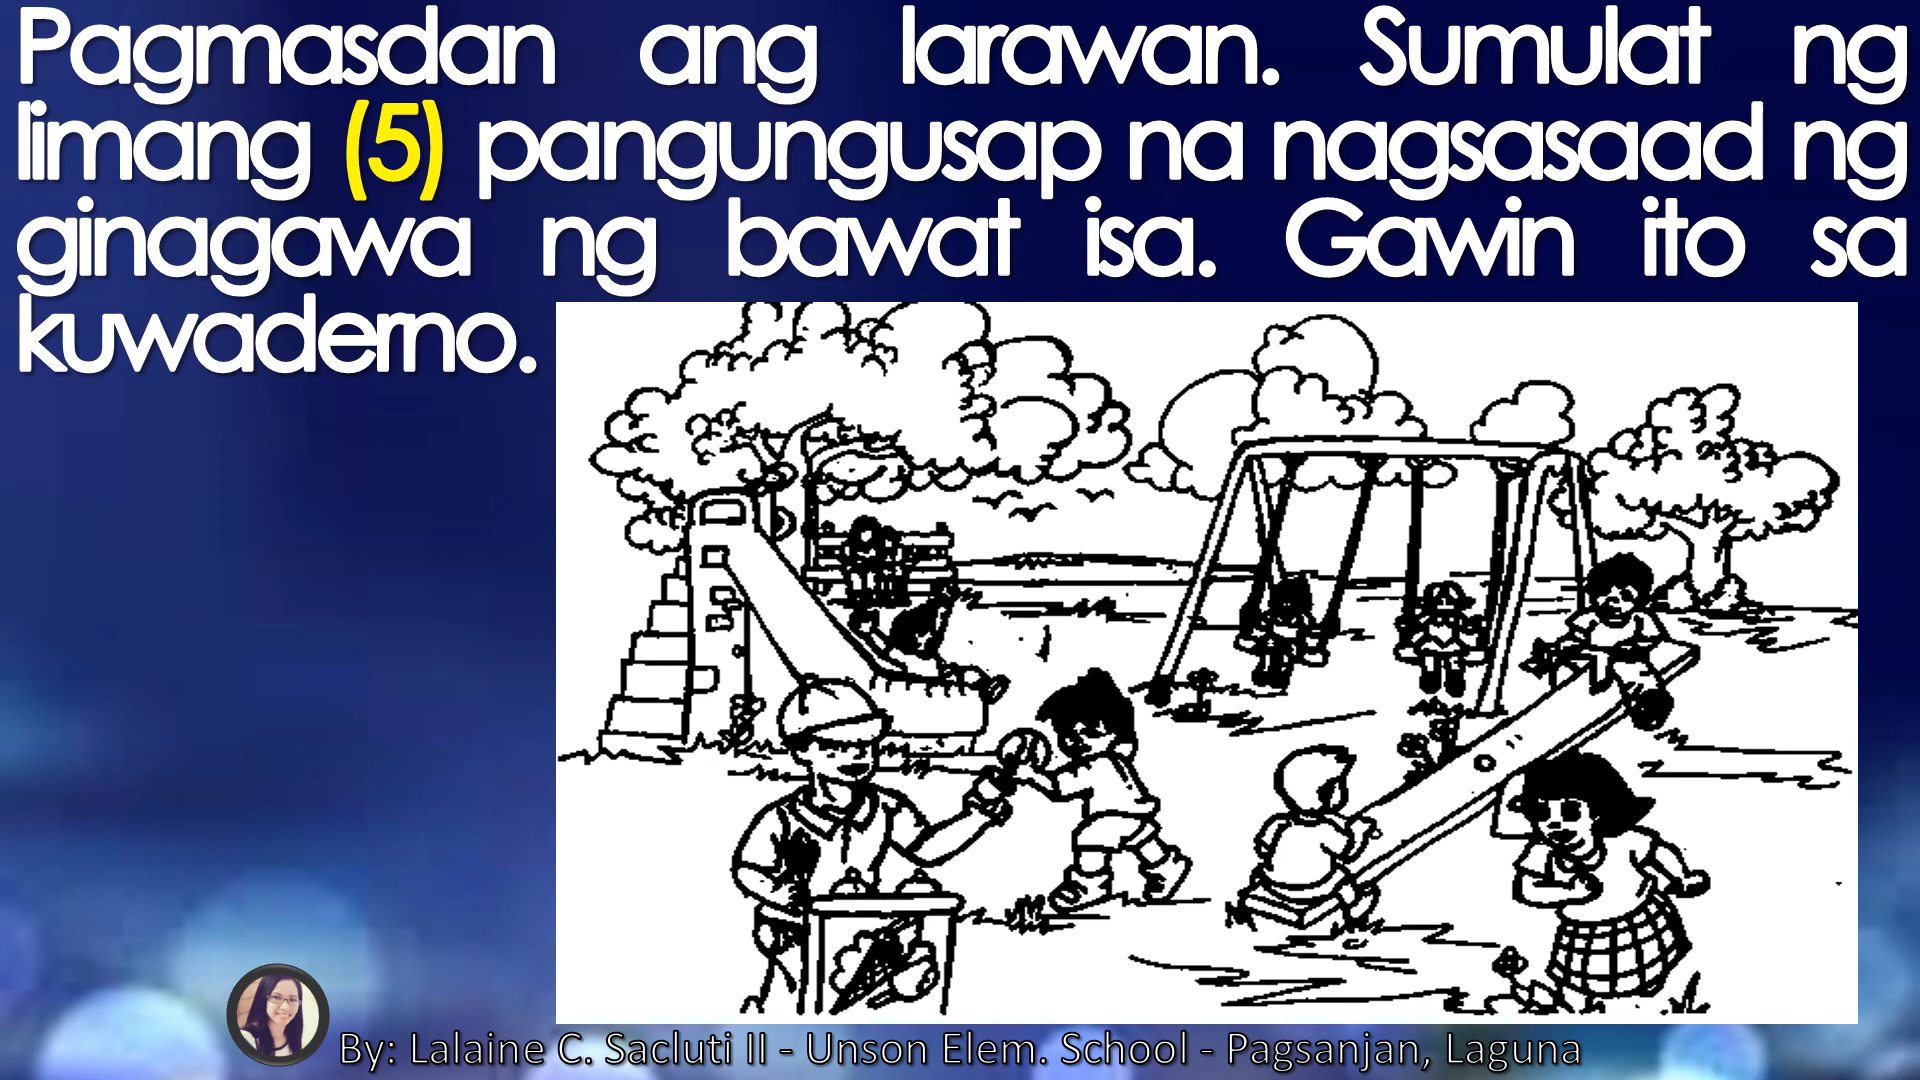 Pagmasdan ang larawan. Sumulat ng
limang (5) pangungusap na nagsasaad ng
ginagawa ng bawat isa. Gawin ito sa
kuwaderno.
By: Lalaine C. Sacluti II - Unson Elem. School - Pagsanjan, Laguna